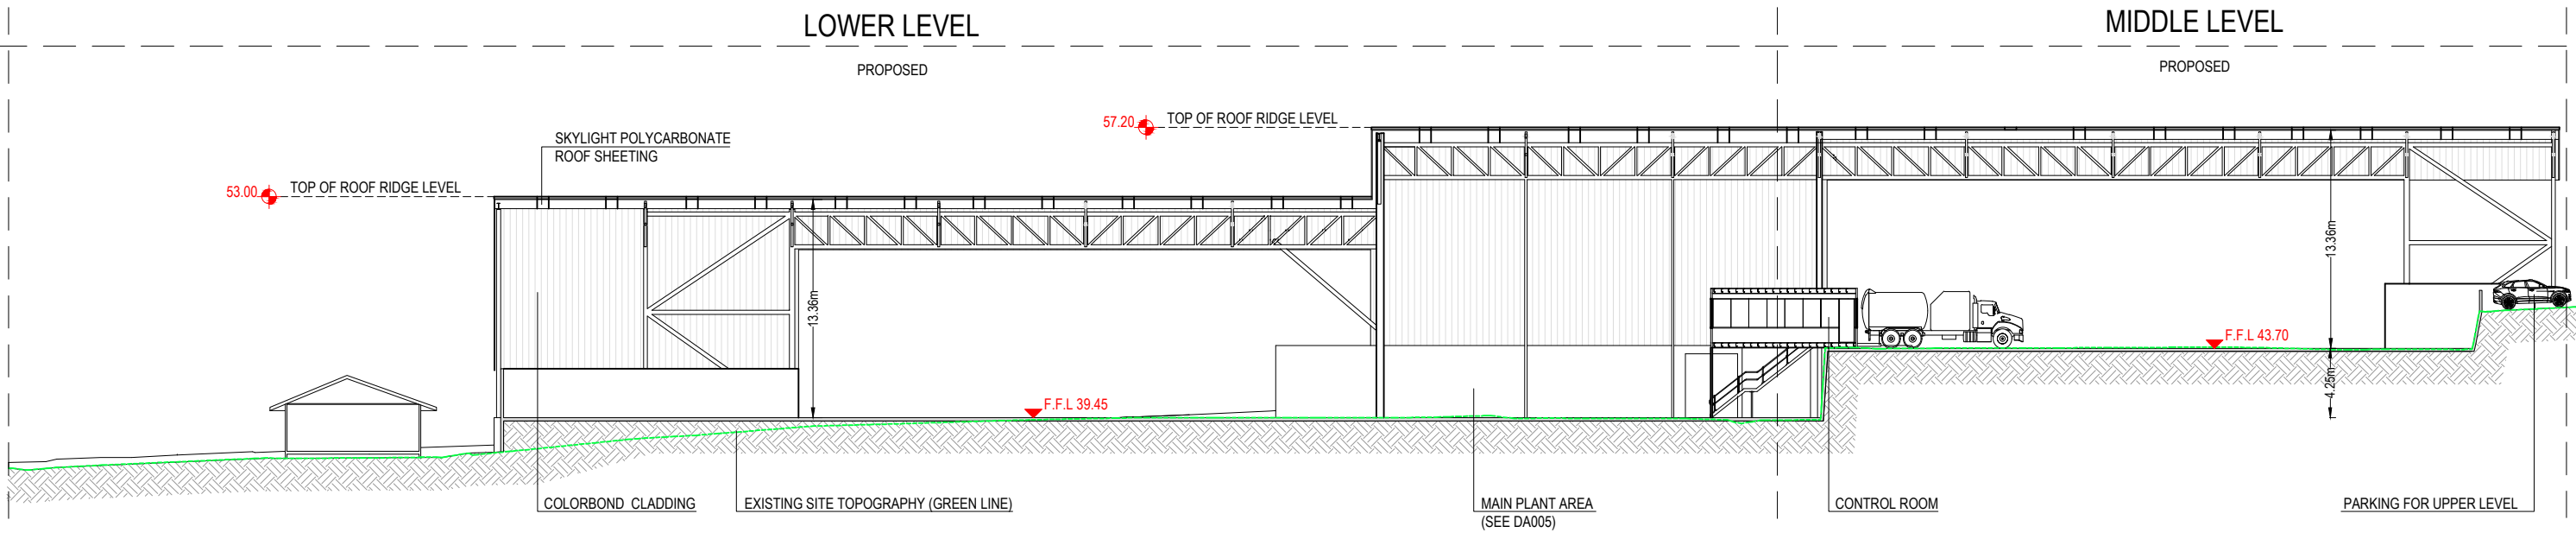 LOWER LEVEL
MIDDLE LEVEL
PROPOSED
PROPOSED
57.20
TOP OF ROOF RIDGE LEVEL
SKYLIGHT POLYCARBONATE
ROOF SHEETING
53.00
TOP OF ROOF RIDGE LEVEL
13.36m
13.36m
F.F.L 43.70
4.25m
F.F.L 39.45
COLORBOND CLADDING
EXISTING SITE TOPOGRAPHY (GREEN LINE)
MAIN PLANT AREA
(SEE DA005)
CONTROL ROOM
PARKING FOR UPPER LEVEL